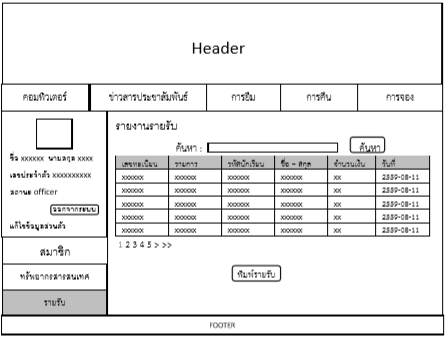 Header
คอมพิวเตอร์ ข่าวสารประชาสัมพันธ์ การยืม การคืน การจอง
ชื่อ xxxxxx นามสกุล xxxx
เลขประจำตัว xxxxxxxxxx
สถานะ officer
ออกจากระบบ
แก้ไขข้อมูลส่วนตัว
สมาชิก
ทรัพยากรสารสนเทศ
รายรับ
รายงานรายรับ
ค้นหา : ค้นหา
เลขทะเบียน รายการ รหัสนักเรียน ชื่อ – สกุล จำนวนเงิน วันที่
xxxxxx xxxxxx xxxxxx xxxxxx xx 2559-08-11
xxxxxx xxxxxx xxxxxx xxxxxx xx 2559-08-11
xxxxxx xxxxxx xxxxxx xxxxxx xx 2559-08-11
xxxxxx xxxxxx xxxxxx xxxxxx xx 2559-08-11
xxxxxx xxxxxx xxxxxx xxxxxx xx 2559-08-11
1 2 3 4 5 > >>
พิมพ์รายรับ
FOOTER